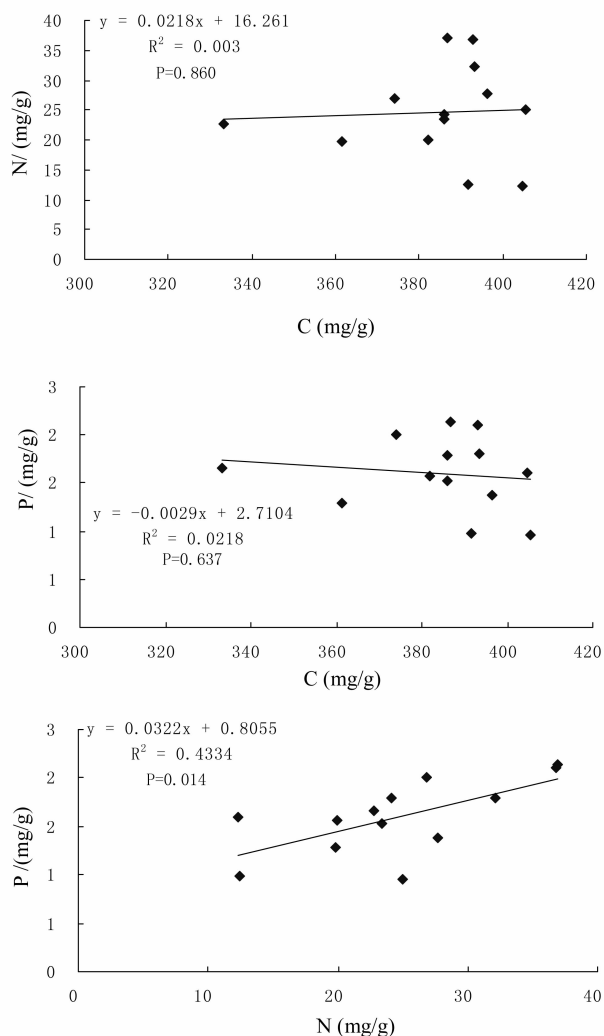 y = 0.0218x + 16.261
R² = 0.003
P=0.860
N/ (mg/g)
40
35
30
25
20
15
10
5
0
300 320 340 360 380 400 420
C (mg/g)
3
2
2
1
1
0
P/ (mg/g)
y = -0.0029x + 2.7104
R² = 0.0218
P=0.637
300 320 340 360 380 400 420
C (mg/g)
y = 0.0322x + 0.8055
R² = 0.4334
P=0.014
P /(mg/g)
3
2
2
1
1
0
0 10 20 30 40
N (mg/g)